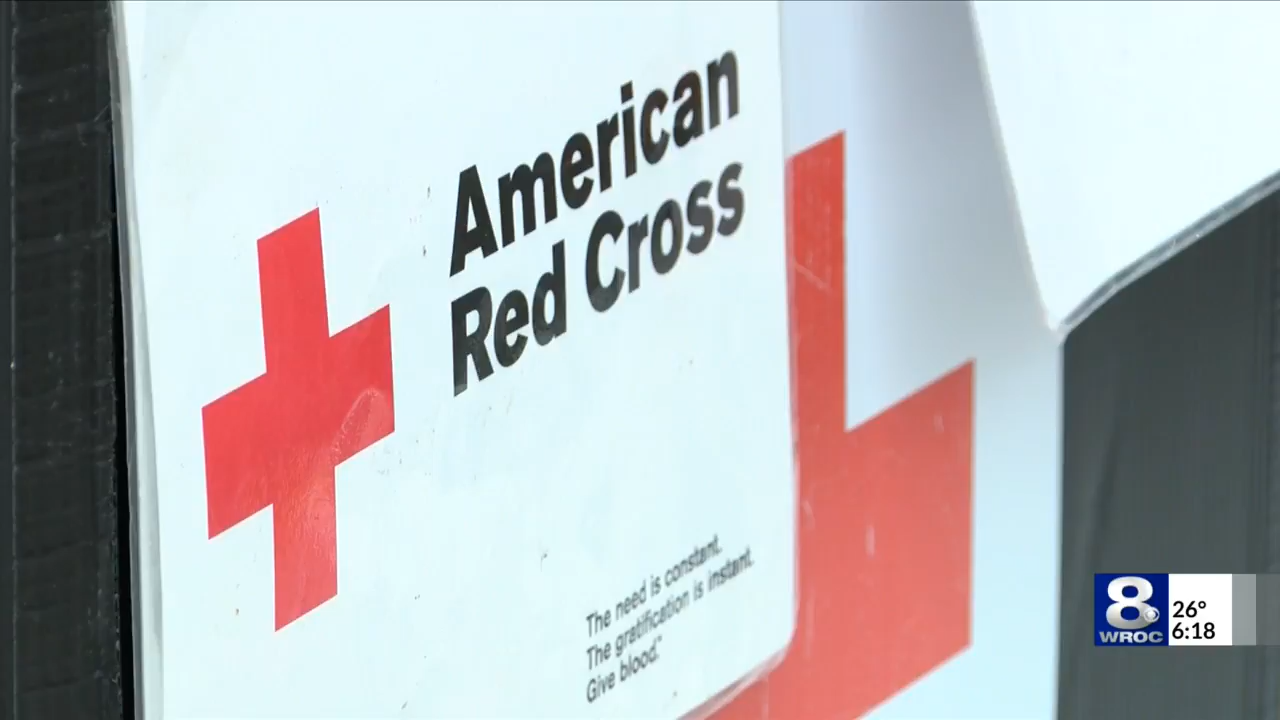 American
Red Cross
The need is constant.
The gratification is instant.
Give blood.™
8
WROC
26°
6:18